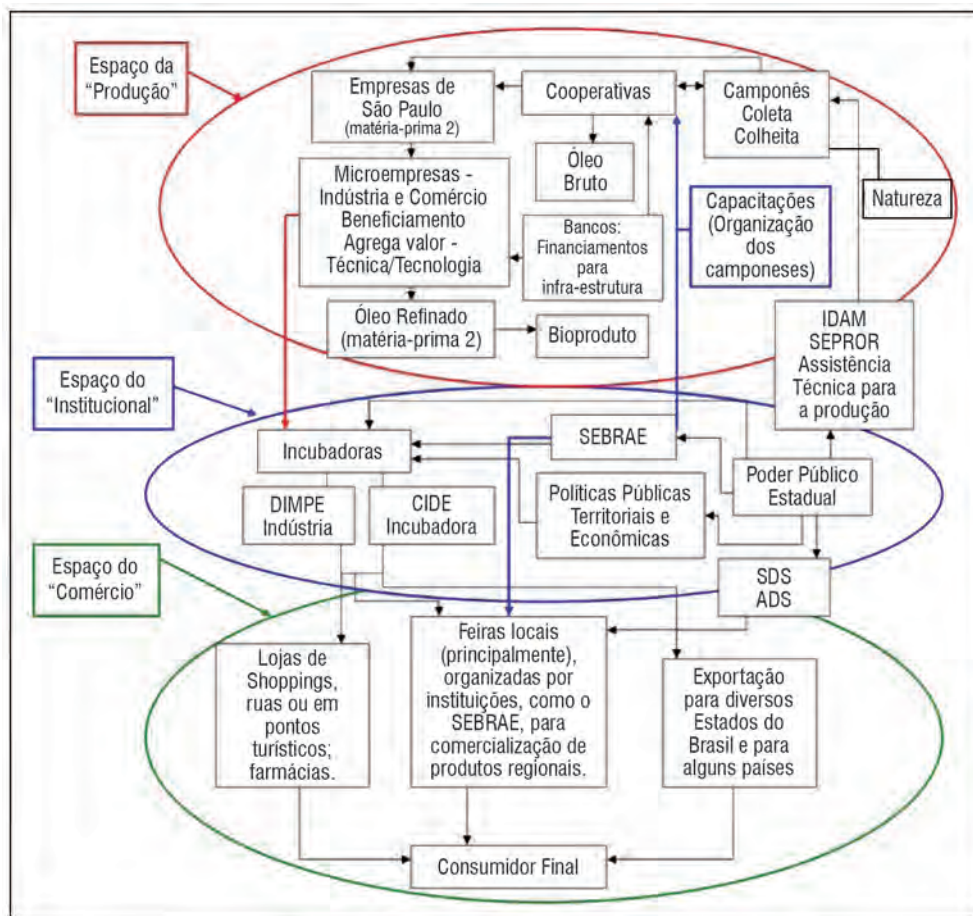 Espaço da
“Produção”
Empresas de
São Paulo
(matéria-prima 2)
Cooperativas
Camponês
Coleta
Colheita
Óleo
Bruto
Natureza
Microempresas -
Indústria e Comércio
Beneficiamento
Agrega valor -
Técnica/Tecnologia
Capacitações
(Organização
dos
camponeses)
Bancos:
Financiamentos
para
infra-estrutura
Óleo Refinado
(matéria-prima 2)
Bioproduto
IDAM
SEPROR
Assistência
Técnica para
a produção
Espaço do
“Institucional”
Incubadoras
SEBRAE
Poder Público
Estadual
DIMPE
Indústria
CIDE
Incubadora
Políticas Públicas
Territoriais e
Econômicas
Espaço do
“Comércio”
SDS
ADS
Lojas de
Shoppings,
ruas ou em
pontos
turísticos;
farmácias.
Feiras locais
(principalmente),
organizadas por
instituições, como o
SEBRAE, para
comercialização de
produtos regionais.
Exportação
para diversos
Estados do
Brasil e para
alguns países
Consumidor Final